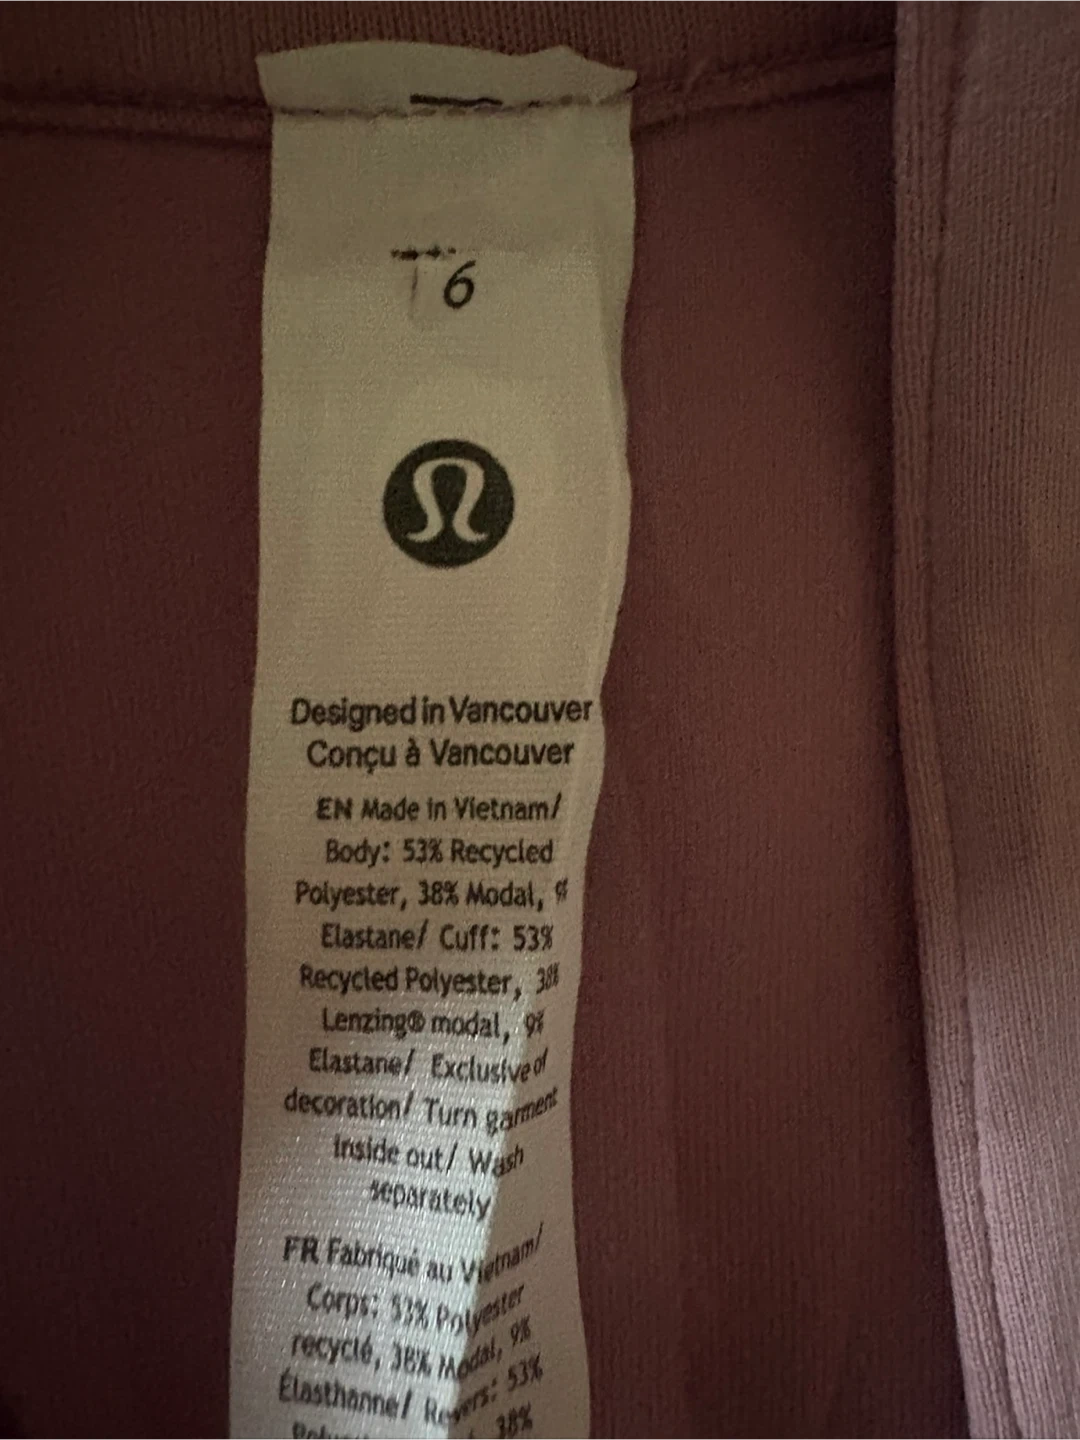 T6
Designed in Vancouver
Conçu à Vancouver
EN Made in Vietnam/
Body: 53% Recycled
Polyester, 38% Modal, 9%
Elastane/ Cuff: 53%
Recycled Polyester, 38%
Lenzing® modal, 9%
Elastane/ Exclusive of
decoration/ Turn garment
inside out/ Wash
separately
FR Fabriqué au Vietnam/
Corps: 53% Polyester
recyclé, 38% Modal, 9%
Élasthanne/ Revers: 53%
38%